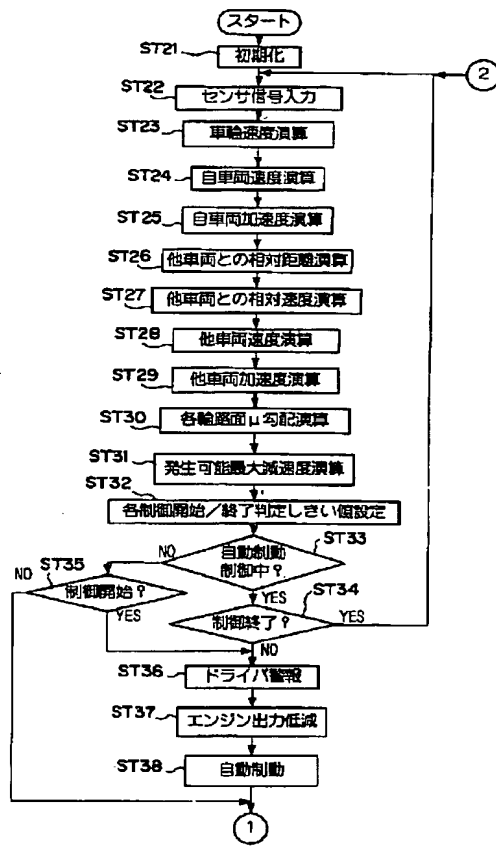 スタート
ST21
初期化
2
ST22
センサ信号入力
ST23
車輪速度演算
ST24
自車両速度演算
ST25
自車両加速度演算
ST26
他車両との相対距離演算
ST27
他車両との相対速度演算
ST28
他車両速度演算
ST29
他車両加速度演算
ST30
各輪路面μ勾配演算
ST31
発生可能最大減速度演算
ST32
各制御開始/終了判定しきい値設定
ST33
自動制動
制御中?
NO
YES
ST35
制御開始?
NO
YES
ST34
制御終了?
YES
NO
ST36
ドライバ警報
ST37
エンジン出力低減
ST38
自動制動
1